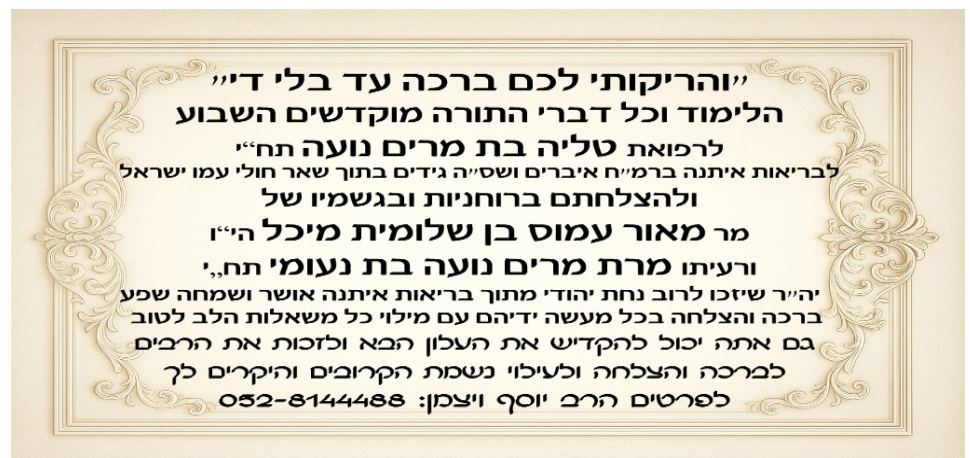 ״והריקותי לכם ברכה עד בלי די״
הלימוד וכל דברי התורה מוקדשים השבוע
לרפואת טליה בת מרים נועה תח״י
לבריאות איתנה ברמ״ח איברים ושס״ה גידים בתוך שאר חולי עמו ישראל
ולהצלחתם ברוחניות ובגשמיו של
מר מאור עמוס בן שלומית מיכל הי״ו
ורעיתו מרת מרים נועה בת נעומי תח„י
יה״ר שיזכו לרוב נחת יהודי מתוך בריאות איתנה אושר ושמחה שפע
ברכה והצלחה בכל מעשה ידיהם עם מילוי כל משאלות הלב לטוב
גם אתה יכול להקדיש את העלון הבא ולזכות את הרבים
לברכה והצלחה ולעילוי נשמת הקרובים והיקרים לך
לפרטים הרב יוסף ויצמן: 052-8144488